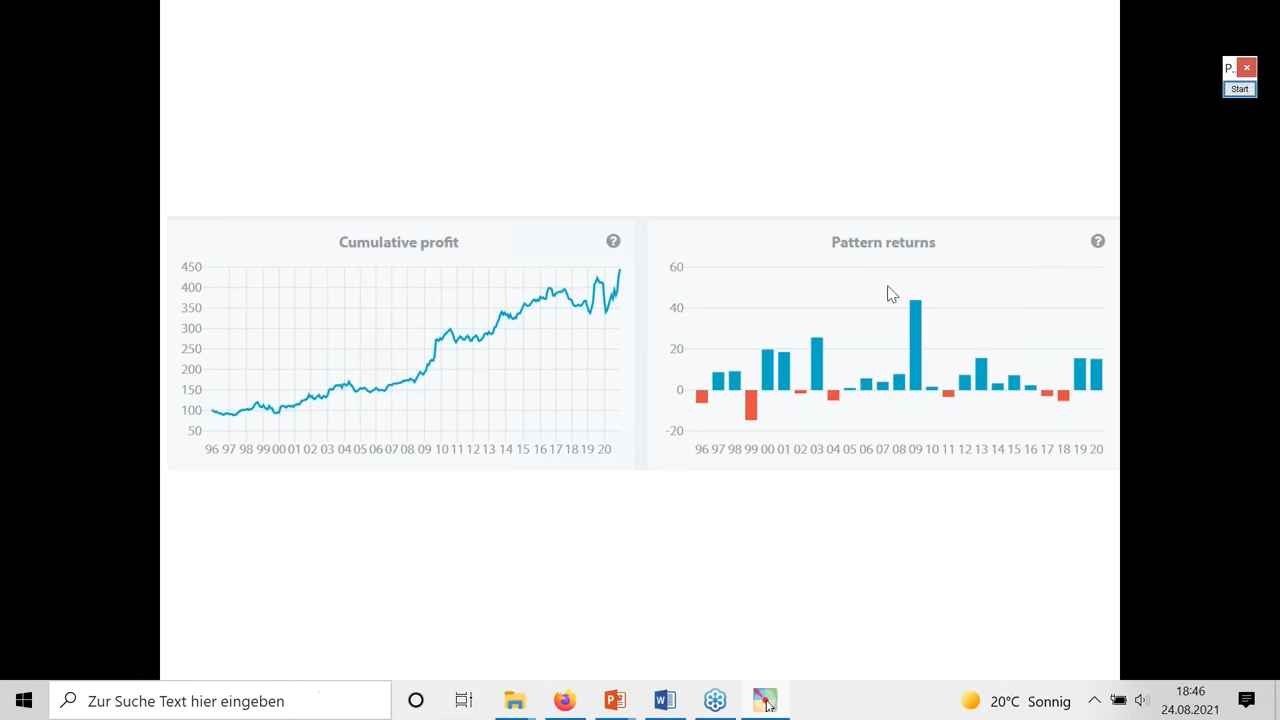 P..
Start
Cumulative profit
450
400
350
300
250
200
150
100
50
96 97 98 99 00 01 02 03 04 05 06 07 08 09 10 11 12 13 14 15 16 17 18 19 20
Pattern returns
60
40
20
0
-20
96 97 98 99 00 01 02 03 04 05 06 07 08 09 10 11 12 13 14 15 16 17 18 19 20
Zur Suche Text hier eingeben
20°C Sonnig
18:46
24.08.2021